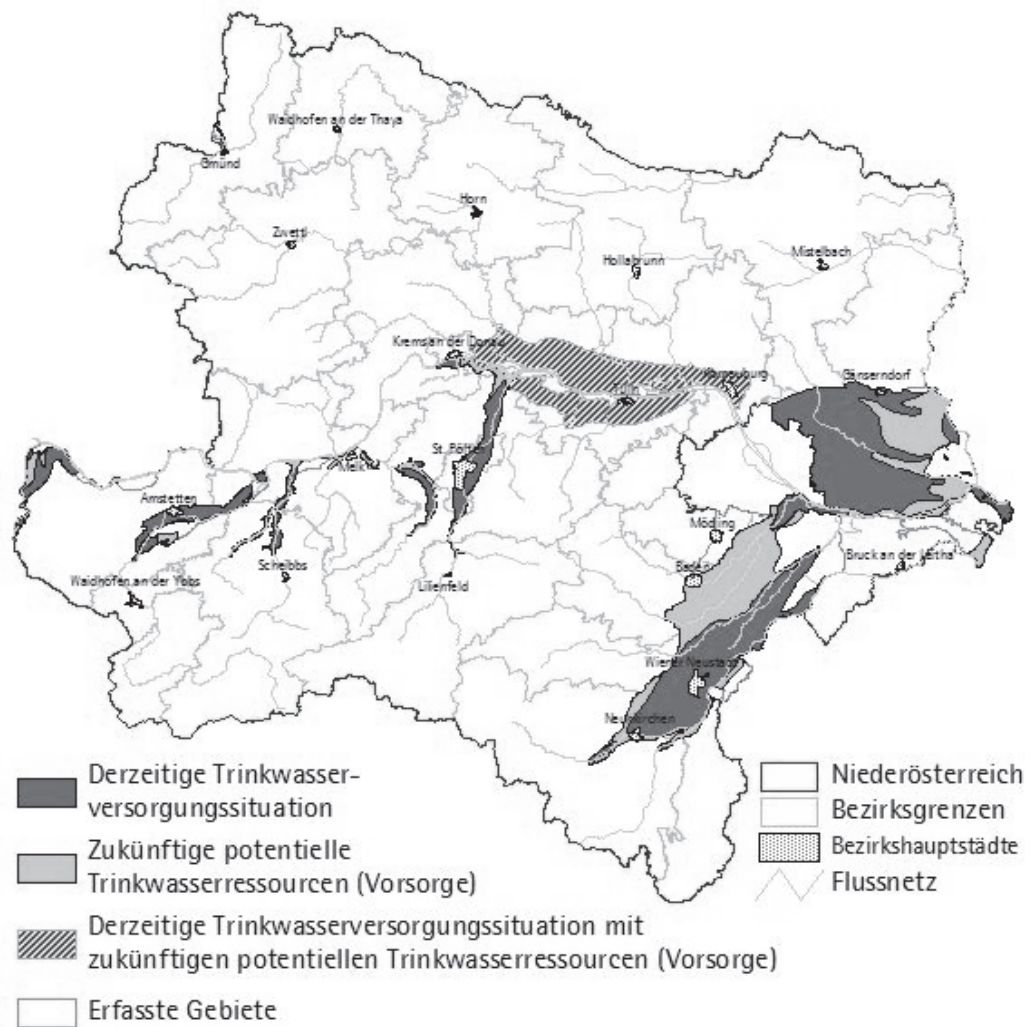 Waidhofen an der Thaya
Gmünd
Horn
Zwettl
Hollabrunn
Mistelbach
Krems an der Donau
Tulln
Korneuburg
Gänserndorf
St. Pölten
Melk
Amstetten
Mödling
Baden
Bruck an der Leitha
Scheibbs
Waidhofen an der Ybbs
Lilienfeld
Wiener Neustadt
Neunkirchen
Derzeitige Trinkwasser-
versorgungssituation
Zukünftige potentielle
Trinkwasserressourcen (Vorsorge)
Derzeitige Trinkwasserversorgungssituation mit
zukünftigen potentiellen Trinkwasserressourcen (Vorsorge)
Erfasste Gebiete
Niederösterreich
Bezirksgrenzen
Bezirkshauptstädte
Flussnetz